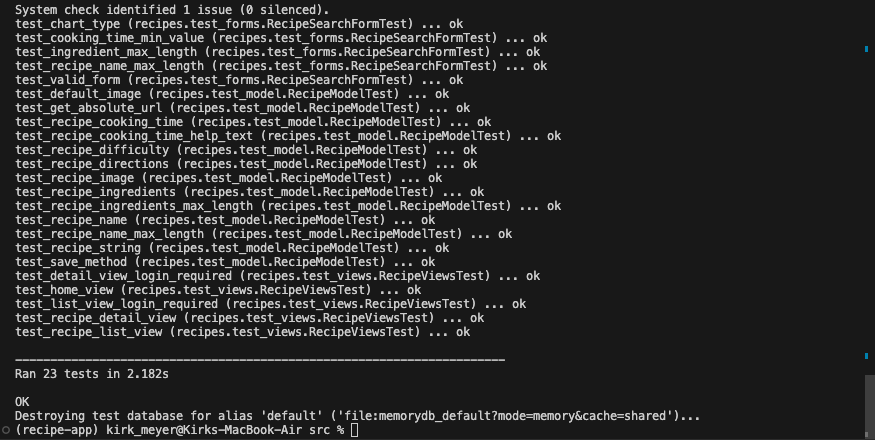 System check identified 1 issue (0 silenced).
test_chart_type (recipes.test_forms.RecipeSearchFormTest) ... ok
test_cooking_time_min_value (recipes.test_forms.RecipeSearchFormTest) ... ok
test_ingredient_max_length (recipes.test_forms.RecipeSearchFormTest) ... ok
test_recipe_name_max_length (recipes.test_forms.RecipeSearchFormTest) ... ok
test_valid_form (recipes.test_forms.RecipeSearchFormTest) ... ok
test_default_image (recipes.test_model.RecipeModelTest) ... ok
test_get_absolute_url (recipes.test_model.RecipeModelTest) ... ok
test_recipe_cooking_time (recipes.test_model.RecipeModelTest) ... ok
test_recipe_cooking_time_help_text (recipes.test_model.RecipeModelTest) ... ok
test_recipe_difficulty (recipes.test_model.RecipeModelTest) ... ok
test_recipe_directions (recipes.test_model.RecipeModelTest) ... ok
test_recipe_image (recipes.test_model.RecipeModelTest) ... ok
test_recipe_ingredients (recipes.test_model.RecipeModelTest) ... ok
test_recipe_ingredients_max_length (recipes.test_model.RecipeModelTest) ... ok
test_recipe_name (recipes.test_model.RecipeModelTest) ... ok
test_recipe_name_max_length (recipes.test_model.RecipeModelTest) ... ok
test_recipe_string (recipes.test_model.RecipeModelTest) ... ok
test_save_method (recipes.test_model.RecipeModelTest) ... ok
test_detail_view_login_required (recipes.test_views.RecipeViewsTest) ... ok
test_home_view (recipes.test_views.RecipeViewsTest) ... ok
test_list_view_login_required (recipes.test_views.RecipeViewsTest) ... ok
test_recipe_detail_view (recipes.test_views.RecipeViewsTest) ... ok
test_recipe_list_view (recipes.test_views.RecipeViewsTest) ... ok
----------------------------------------------------------------------
Ran 23 tests in 2.182s
OK
Destroying test database for alias 'default' ('file:memorydb_default?mode=memory&cache=shared')...
(recipe-app) kirk_meyer@Kirks-MacBook-Air src %